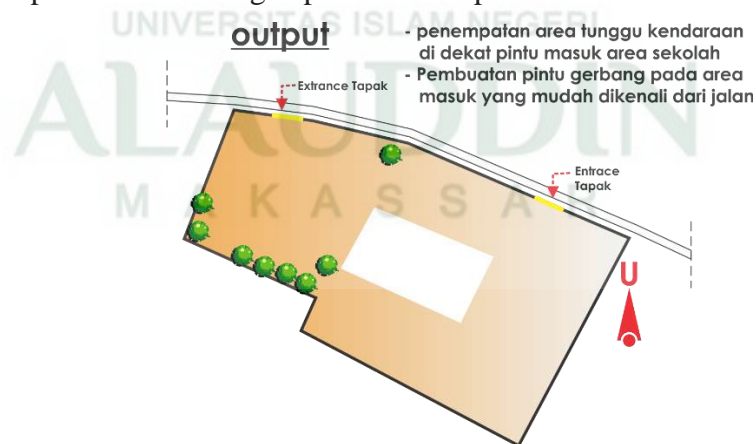 UNIVERSITAS ISLAM NEGERI
output
- penempatan area tunggu kendaraan
di dekat pintu masuk area sekolah
- Pembuatan pintu gerbang pada area
masuk yang mudah dikenali dari jalan
Extrance Tapak
ALAUDDIN
Entrace
Tapak
MAKASSAR
U